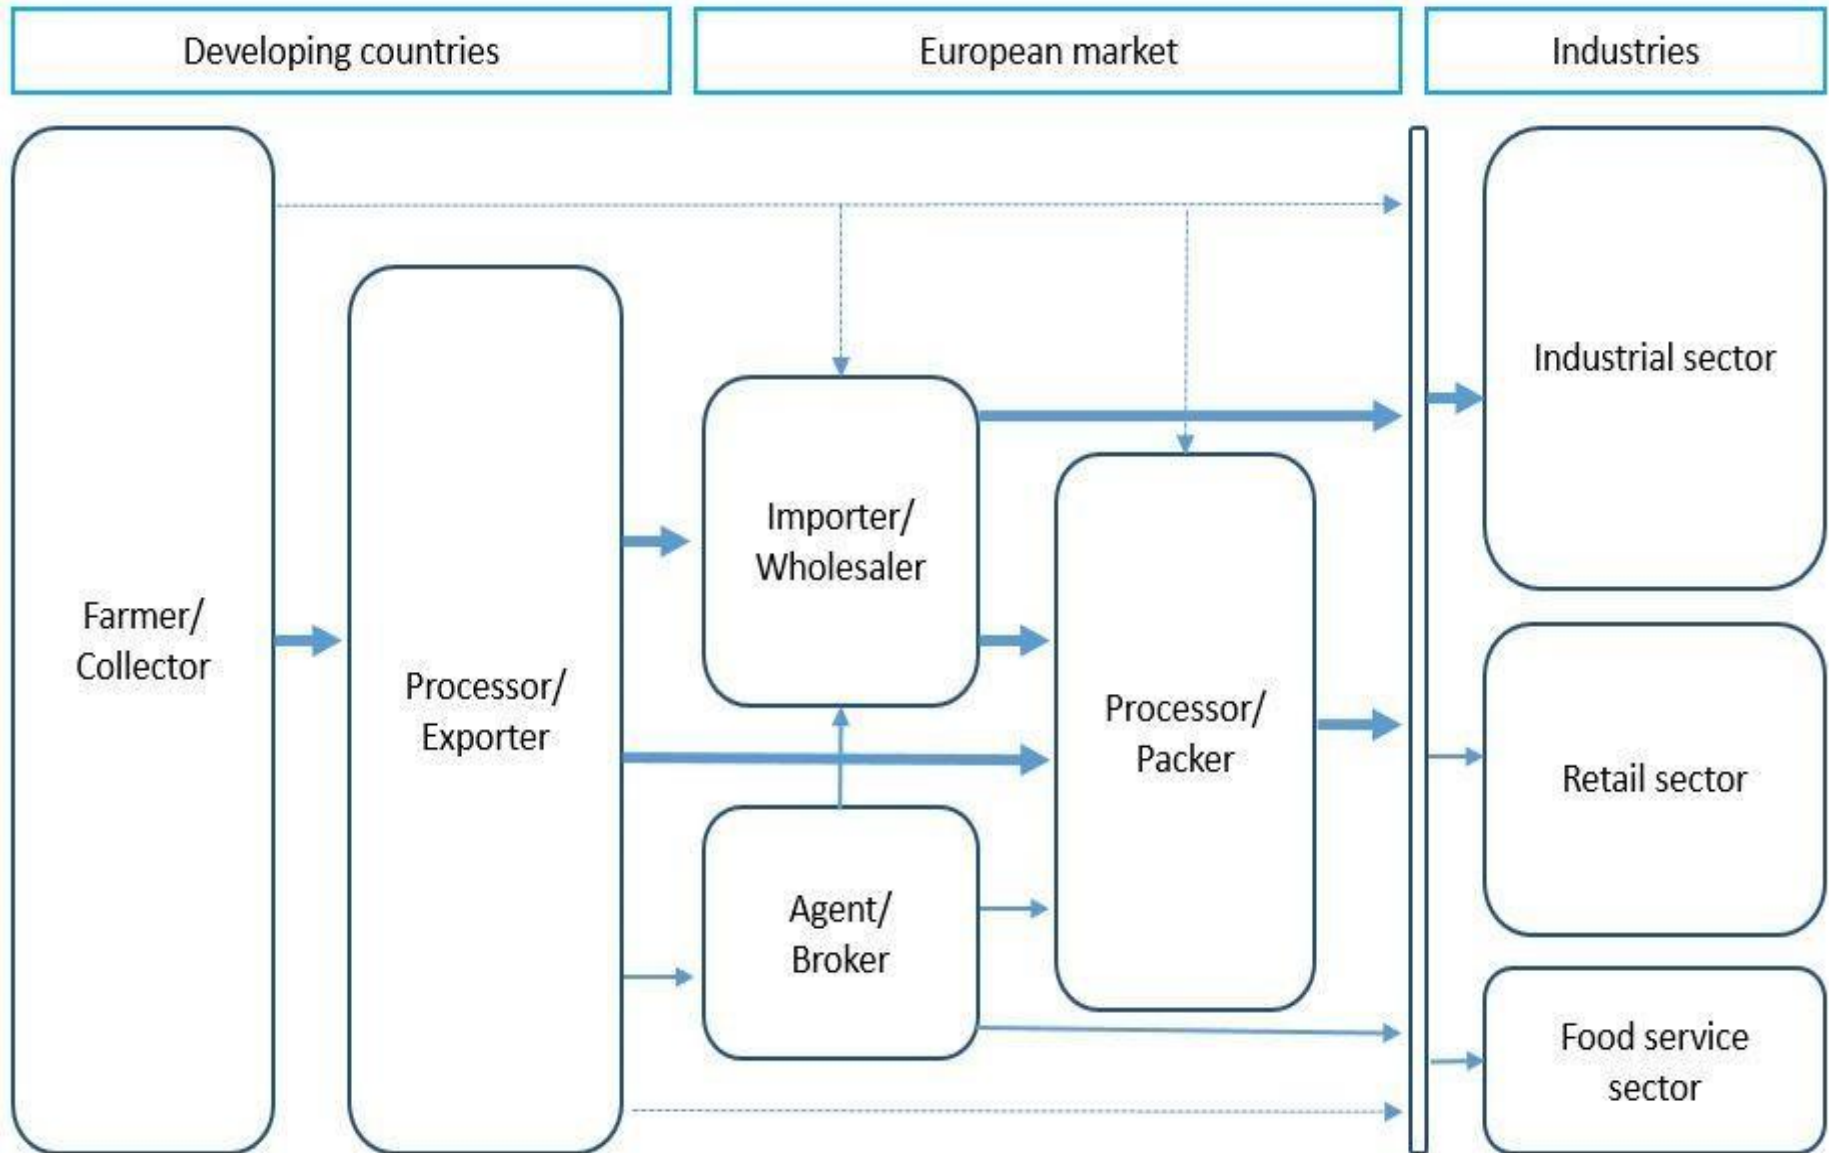 Developing countries
European market
Industries
Farmer/
Collector
Processor/
Exporter
Importer/
Wholesaler
Agent/
Broker
Processor/
Packer
Industrial sector
Retail sector
Food service
sector